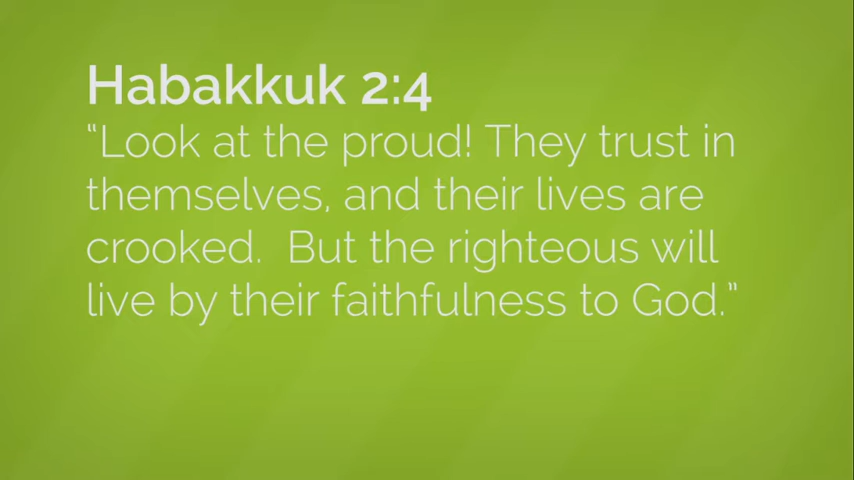 Habakkuk 2:4
“Look at the proud! They trust in
themselves, and their lives are
crooked.  But the righteous will
live by their faithfulness to God.”